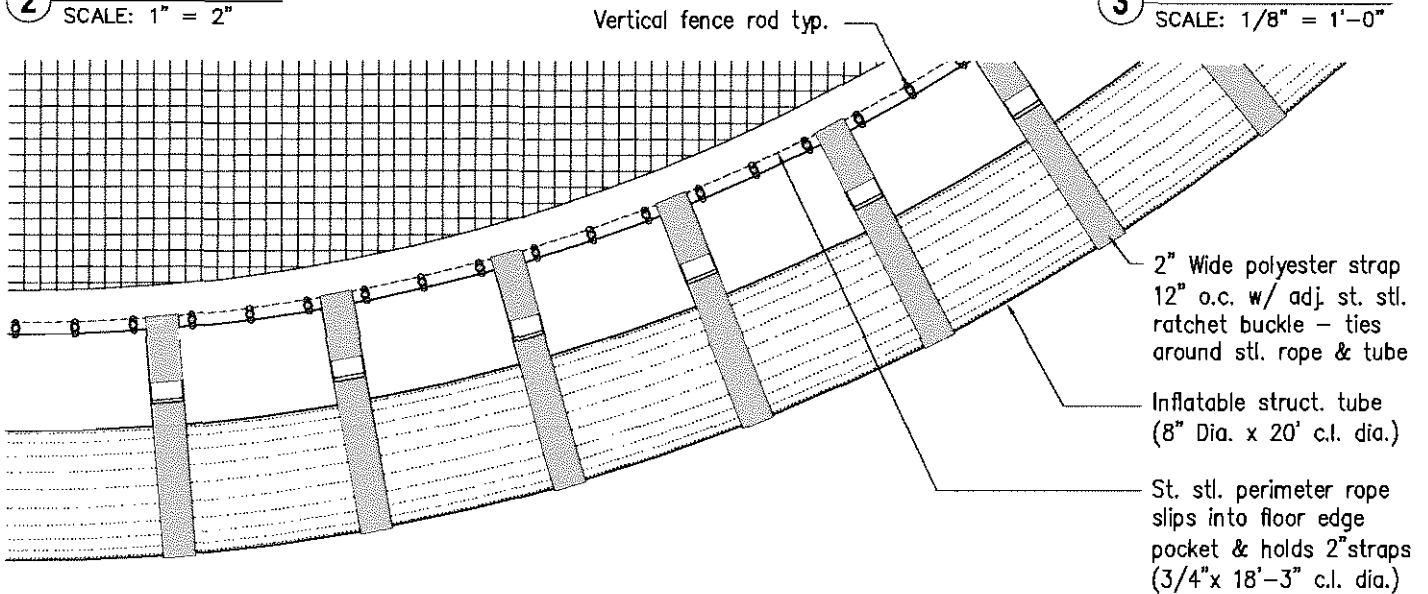 2
SCALE: 1" = 2"
3
SCALE: 1/8" = 1'-0"
Vertical fence rod typ.
2" Wide polyester strap
12" o.c. w/ adj. st. stl.
ratchet buckle – ties
around stl. rope & tube
Inflatable struct. tube
(8" Dia. x 20' c.l. dia.)
St. stl. perimeter rope
slips into floor edge
pocket & holds 2"straps
(3/4"x 18'-3" c.l. dia.)